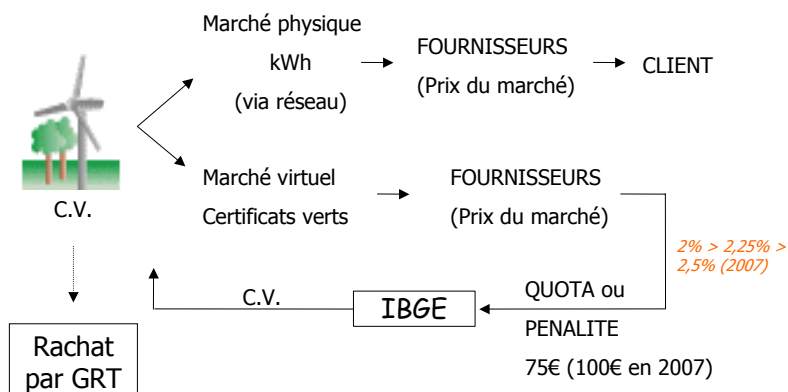 Marché physique
kWh
(via réseau)
FOURNISSEURS
(Prix du marché)
CLIENT
C.V.
Marché virtuel
Certificats verts
FOURNISSEURS
(Prix du marché)
2% > 2,25% >
2,5% (2007)
C.V.
IBGE
QUOTA ou
PENALITE
75€ (100€ en 2007)
Rachat
par GRT